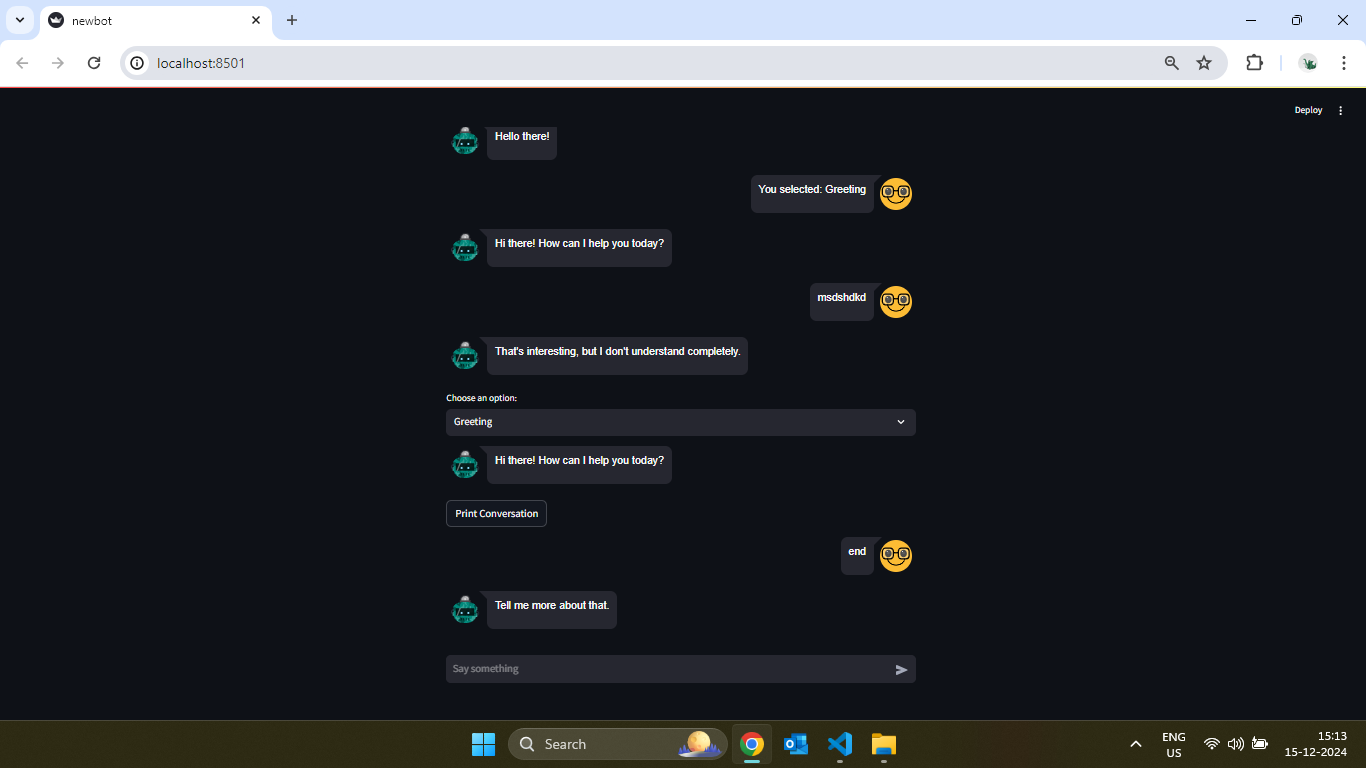 newbot
localhost:8501
Deploy
Hello there!
You selected: Greeting
Hi there! How can I help you today?
msdshdkd
That's interesting, but I don't understand completely.
Choose an option:
Greeting
Hi there! How can I help you today?
Print Conversation
end
Tell me more about that.
Say something
Search
ENG
US
15:13
15-12-2024